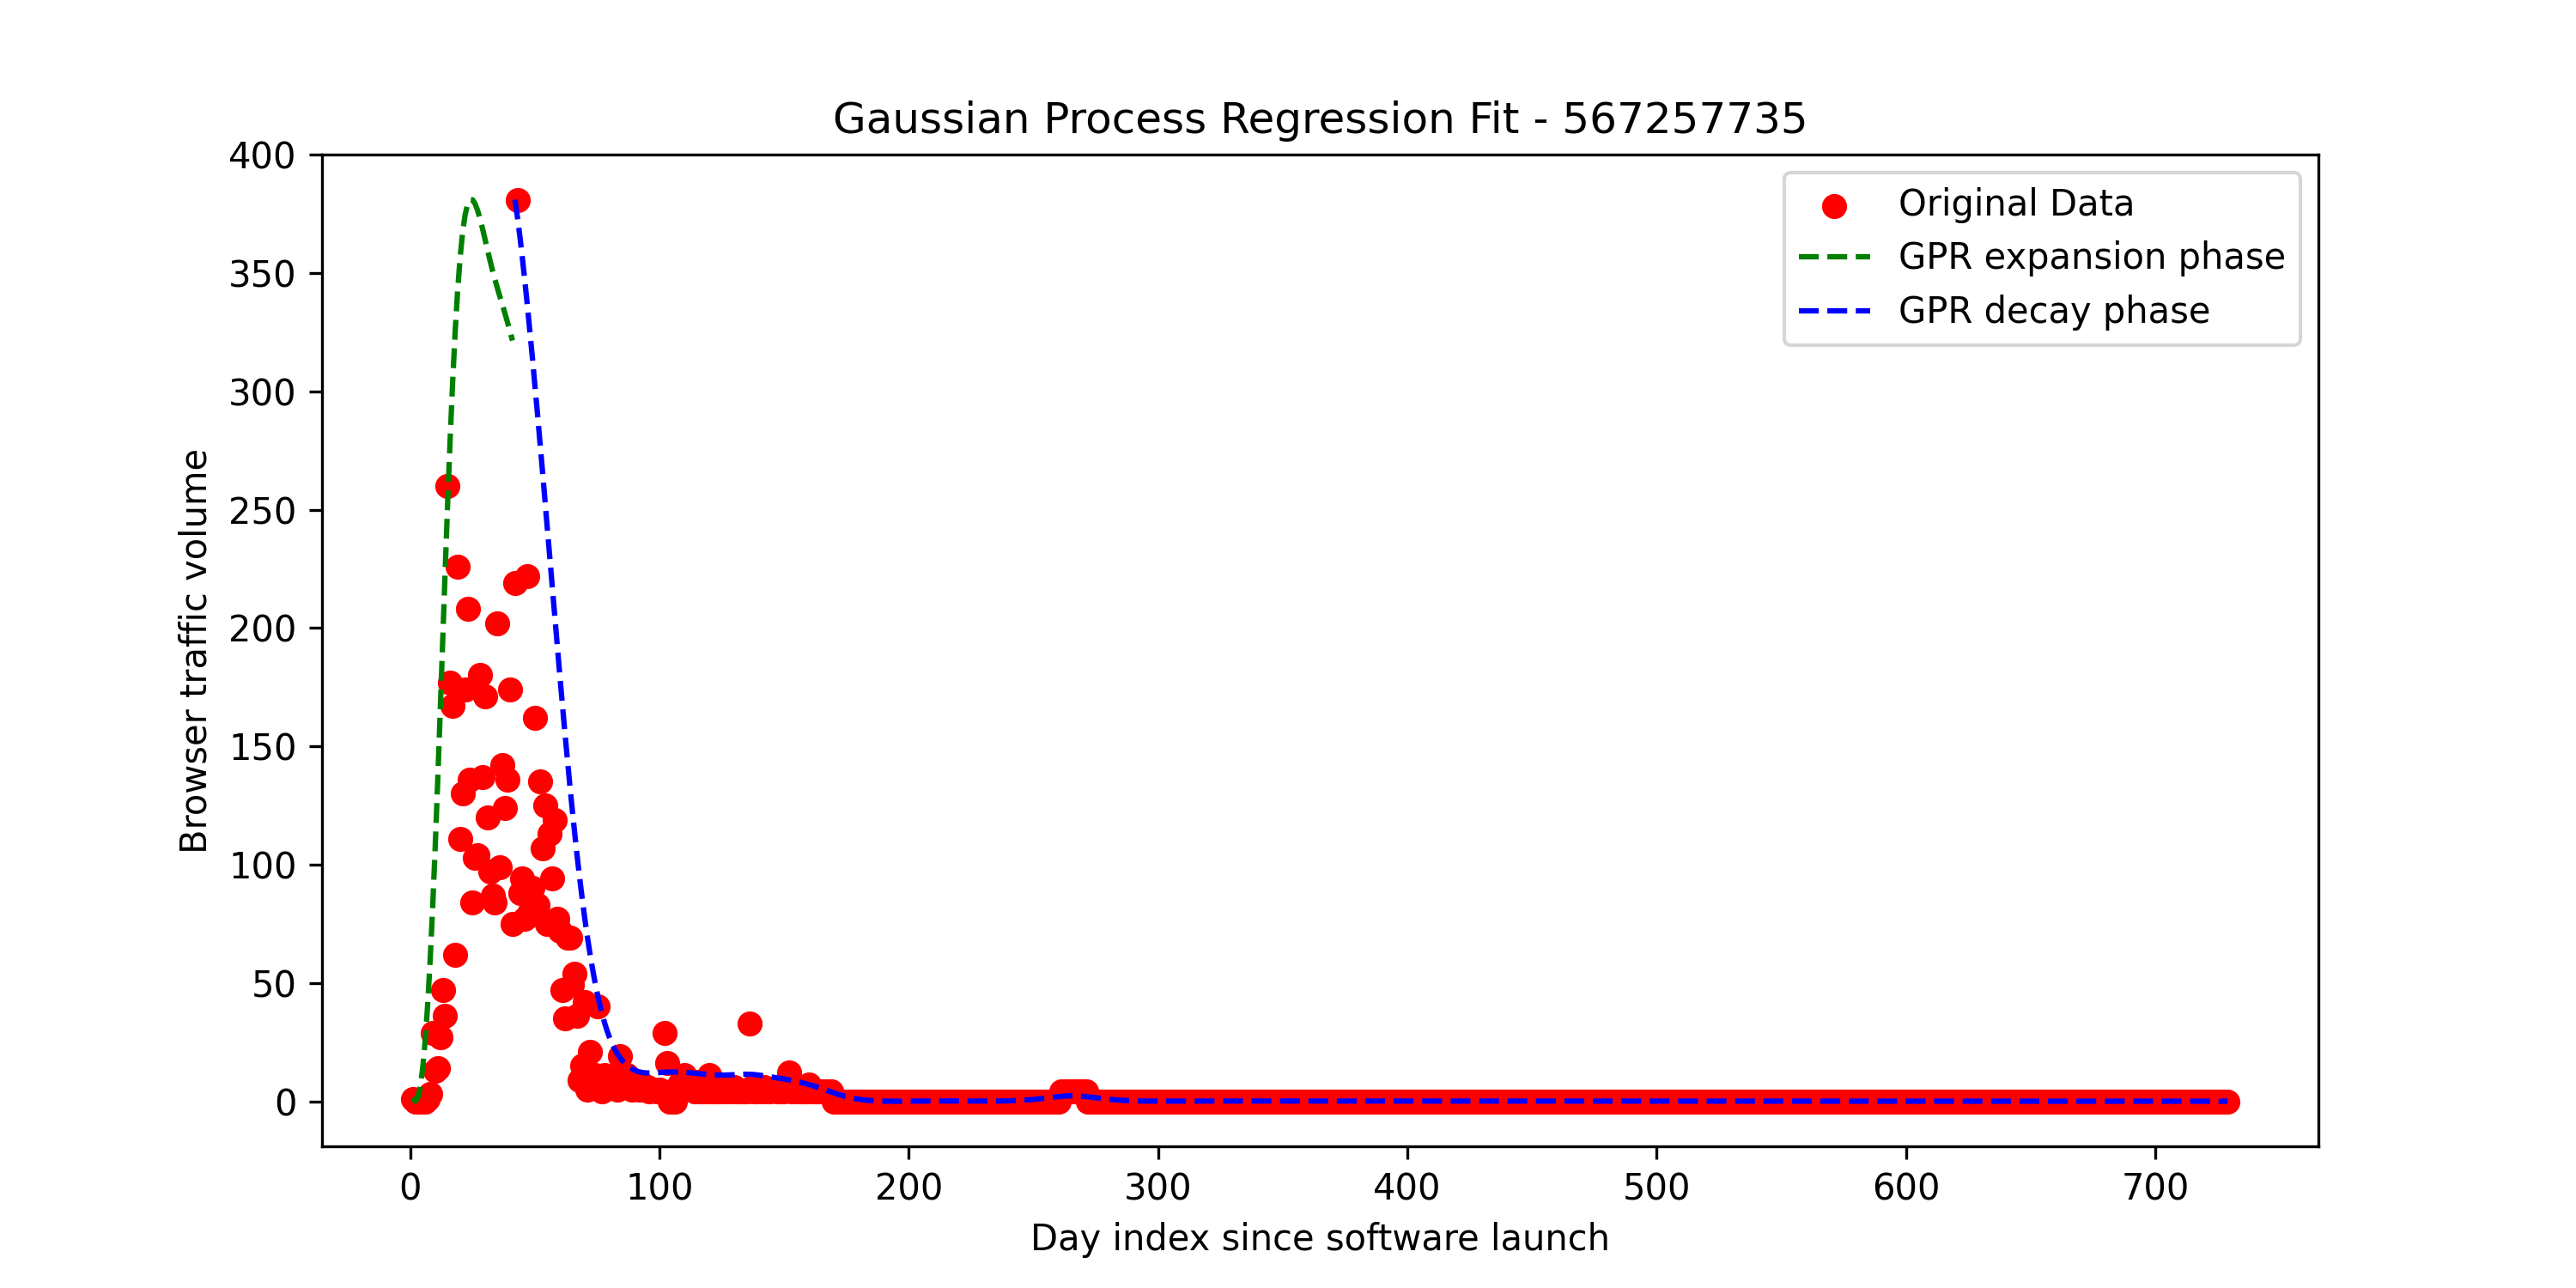 Gaussian Process Regression Fit - 567257735
400
350
300
250
200
150
100
50
0
Browser traffic volume
Original Data
GPR expansion phase
GPR decay phase
0 100 200 300 400 500 600 700
Day index since software launch